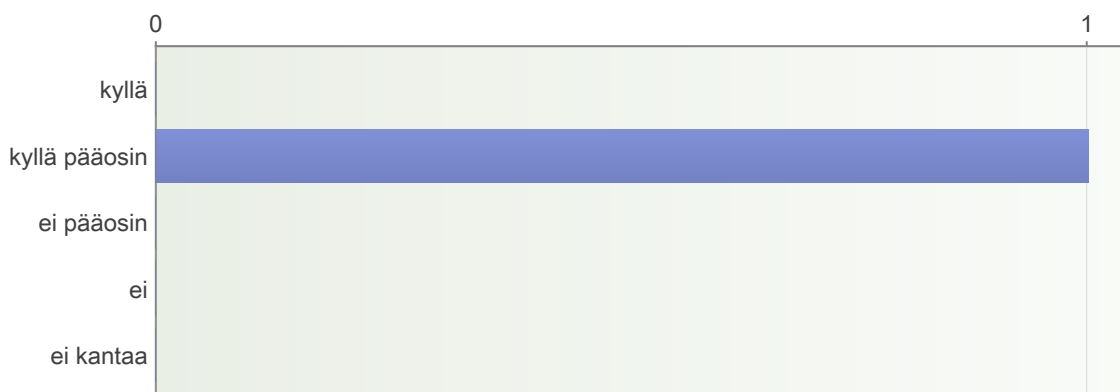 0 1
kyllä
kyllä pääosin
ei pääosin
ei
ei kantaa